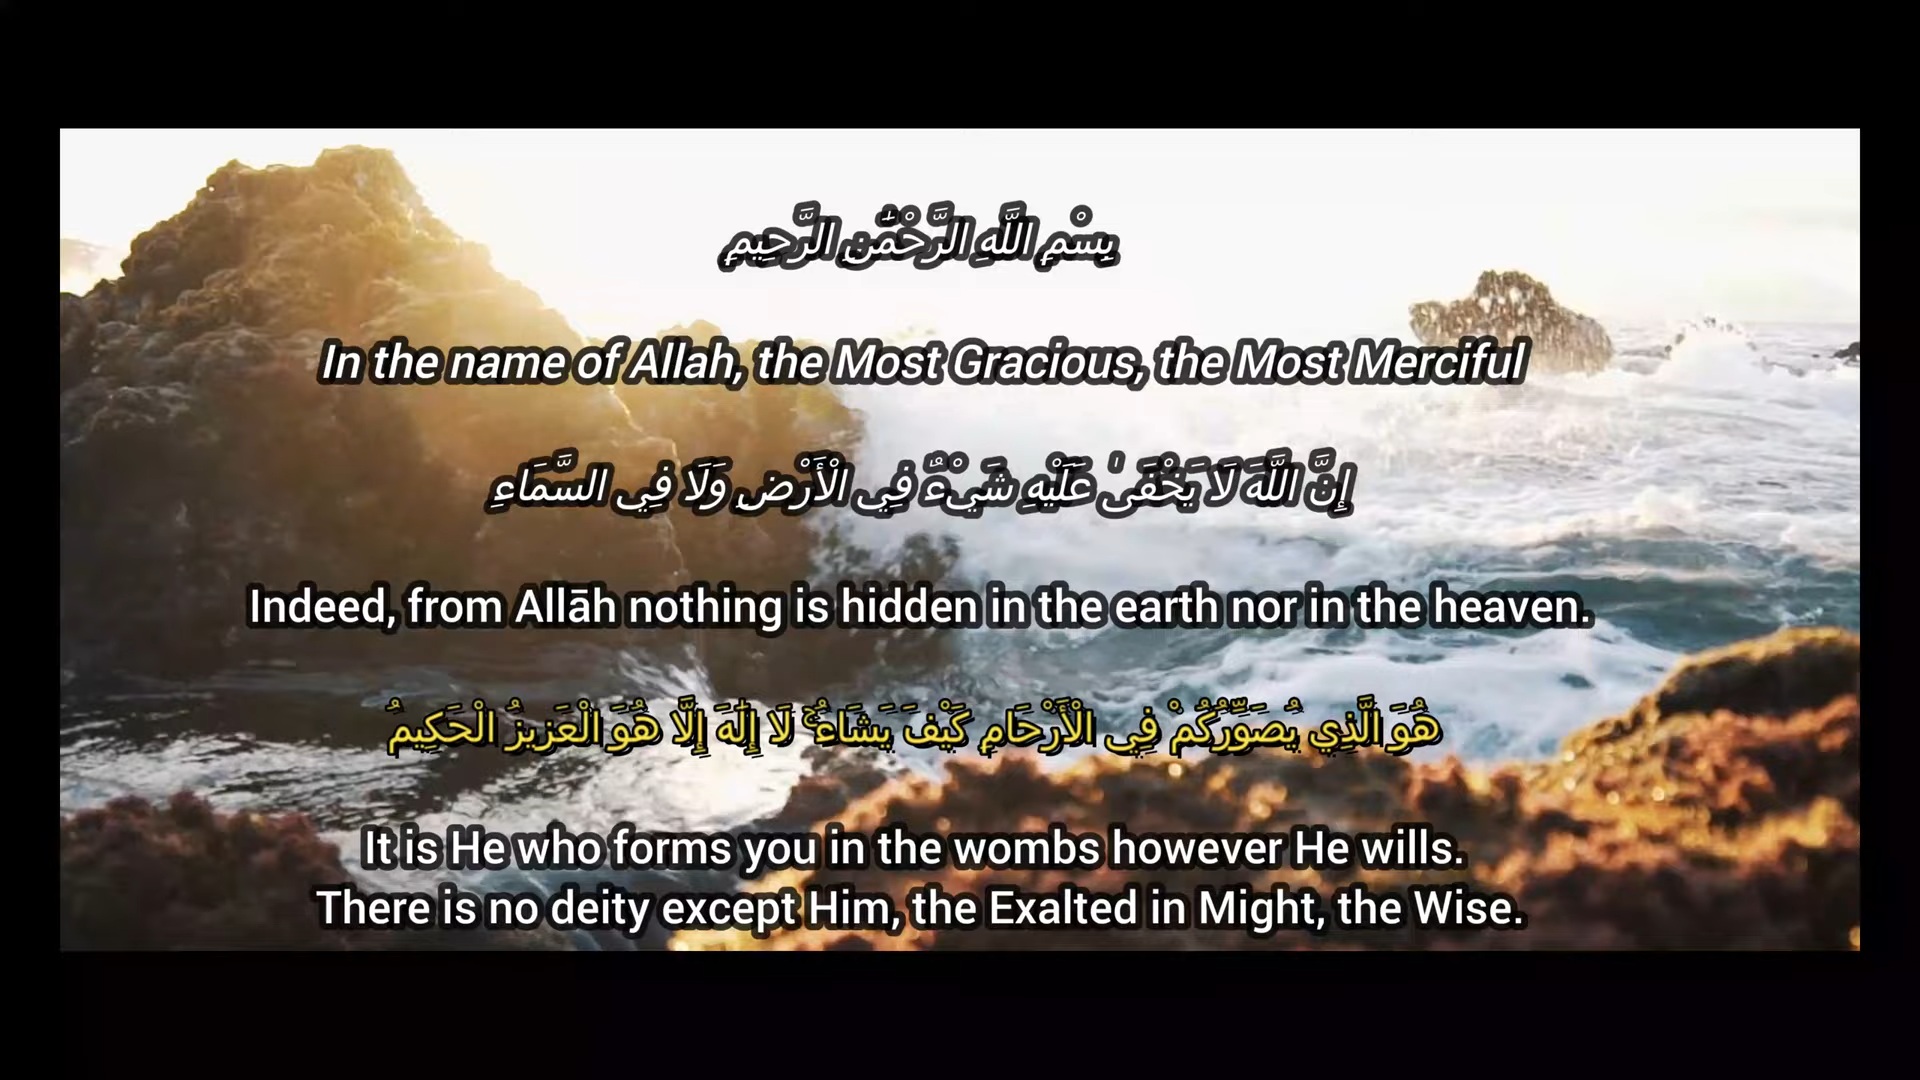 بِسْمِ اللَّهِ الرَّحْمَٰنِ الرَّحِيمِ
In the name of Allah, the Most Gracious, the Most Merciful
إِنَّ اللَّهَ لَا يَخْفَىٰ عَلَيْهِ شَيْءٌ فِي الْأَرْضِ وَلَا فِي السَّمَاءِ
Indeed, from Allāh nothing is hidden in the earth nor in the heaven.
هُوَ الَّذِي يُصَوِّرُكُمْ فِي الْأَرْحَامِ كَيْفَ يَشَاءُ ۚ لَا إِلَٰهَ إِلَّا هُوَ الْعَزِيزُ الْحَكِيمُ
It is He who forms you in the wombs however He wills.
There is no deity except Him, the Exalted in Might, the Wise.